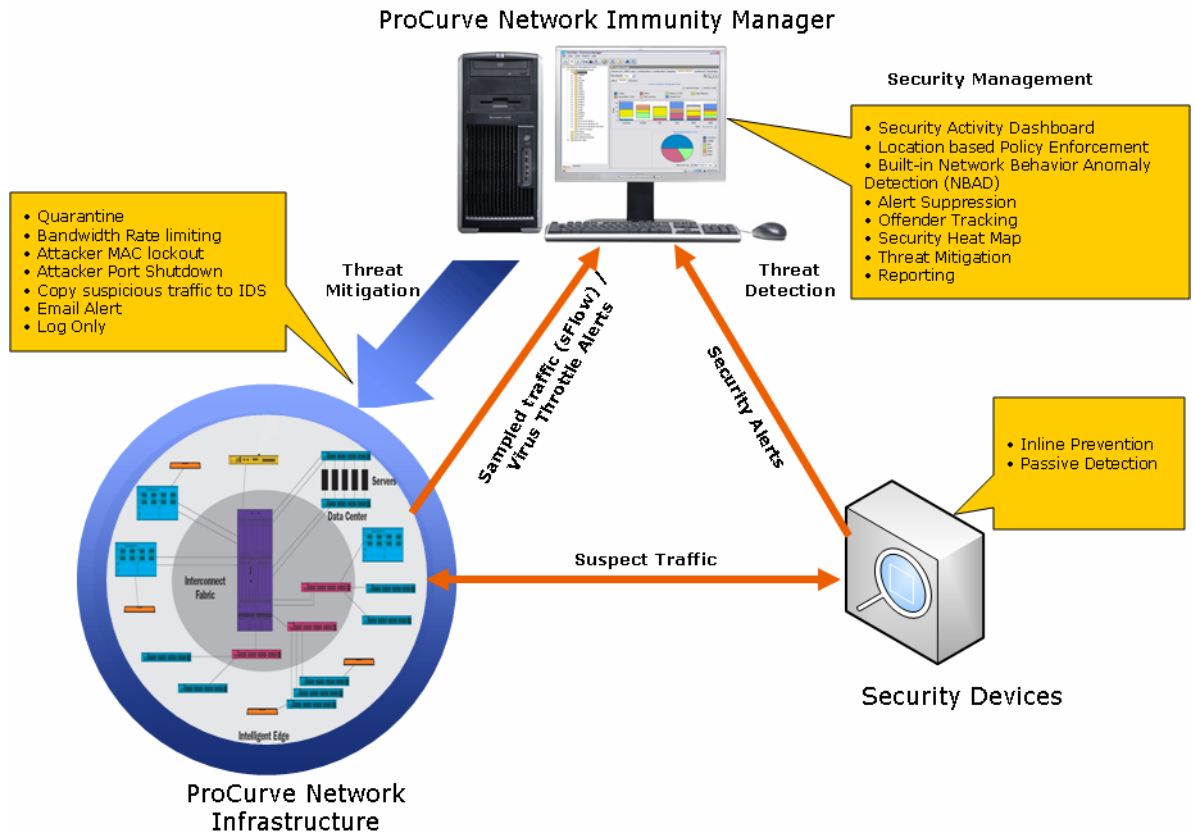 ProCurve Network Immunity Manager
Security Management
• Security Activity Dashboard
• Location based Policy Enforcement
• Built-in Network Behavior Anomaly
Detection (NBAD)
• Alert Suppression
• Offender Tracking
• Security Heat Map
• Threat Mitigation
• Reporting
• Quarantine
• Bandwidth Rate limiting
• Attacker MAC lockout
• Attacker Port Shutdown
• Copy suspicious traffic to IDS
• Email Alert
• Log Only
Threat
Mitigation
Threat
Detection
Sampled traffic (sFlow) /
Virus Throttle Alerts
Security Alerts
• Inline Prevention
• Passive Detection
Servers
Data Center
Interconnect
Fabric
Intelligent Edge
Suspect Traffic
Security Devices
ProCurve Network
Infrastructure